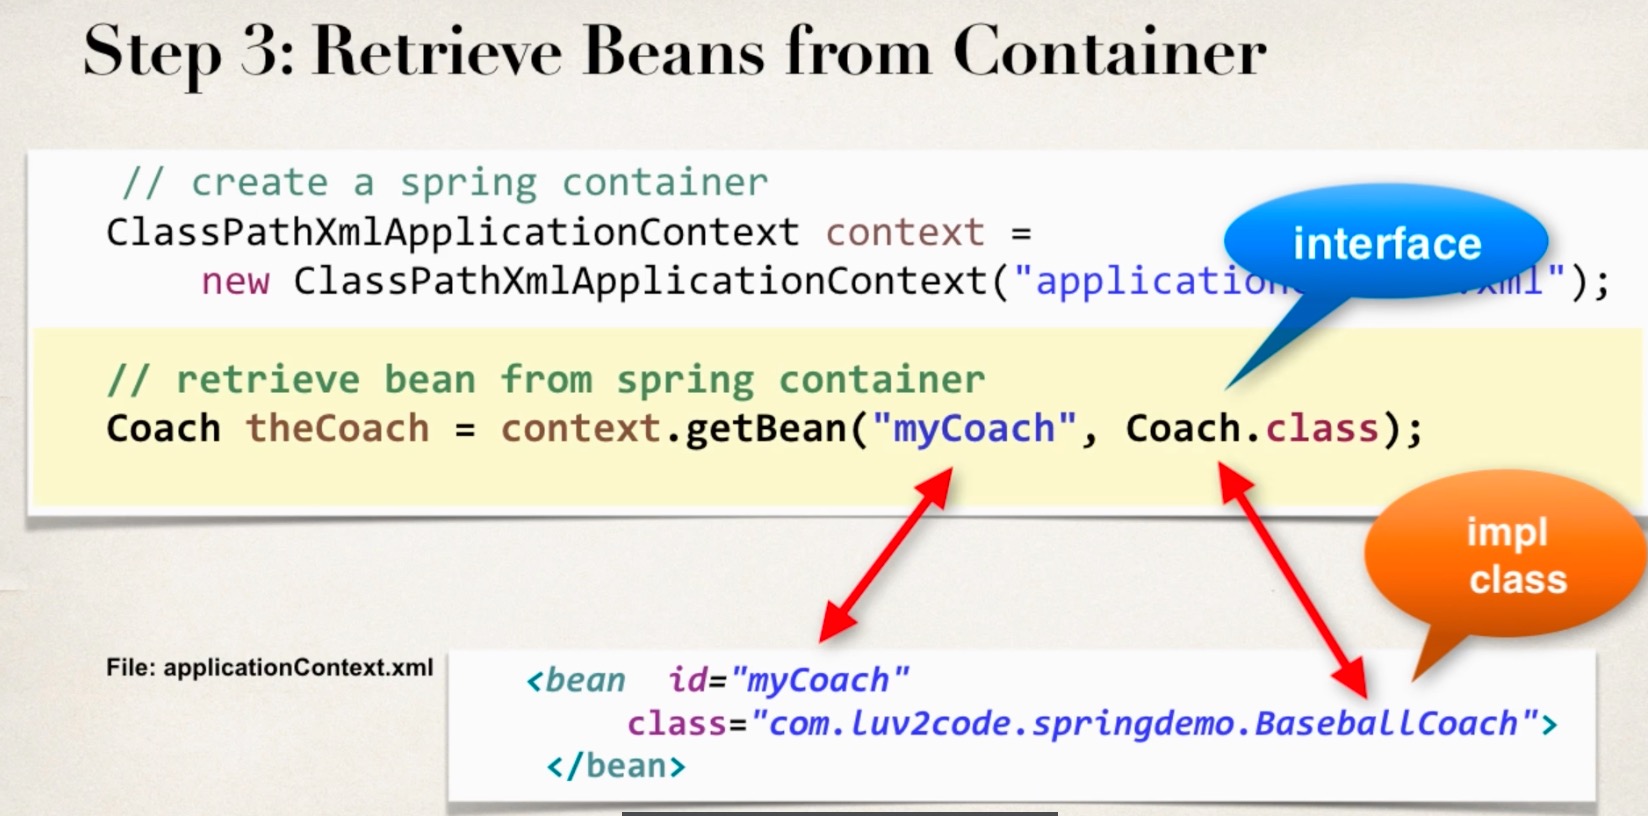 Step 3: Retrieve Beans from Container
// create a spring container
ClassPathXmlApplicationContext context =
new ClassPathXmlApplicationContext("application .xml");
interface
// retrieve bean from spring container
Coach theCoach = context.getBean("myCoach", Coach.class);
impl
class
File: applicationContext.xml
<bean id="myCoach"
class="com.luv2code.springdemo.BaseballCoach">
</bean>